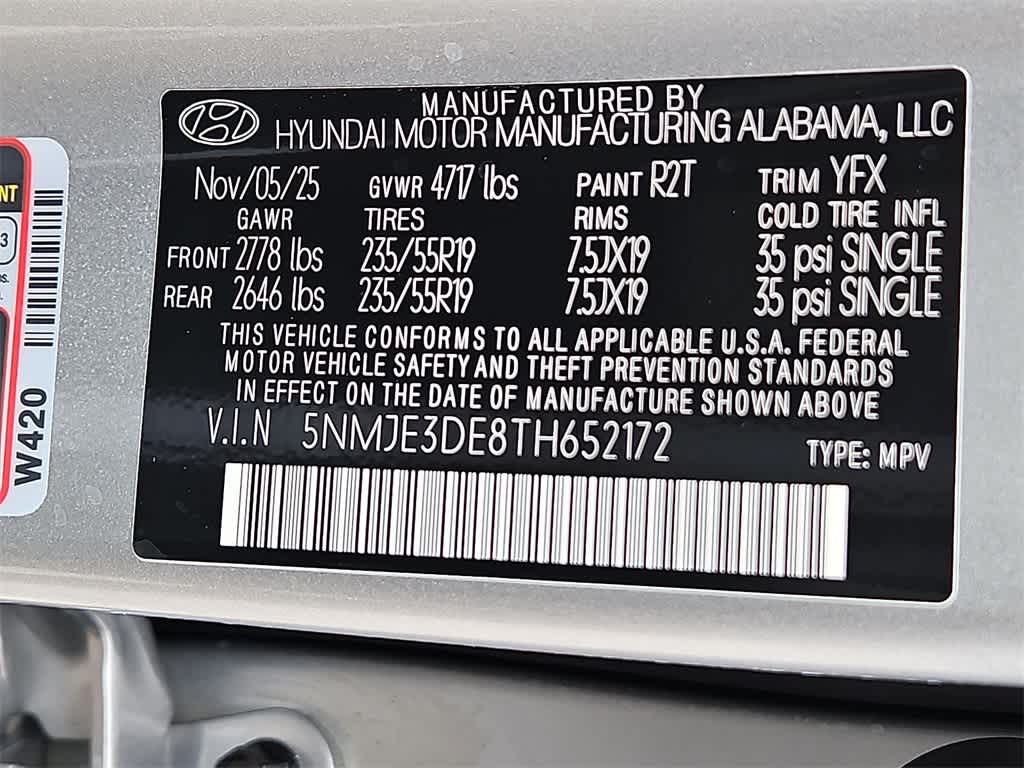 MANUFACTURED BY
HYUNDAI MOTOR MANUFACTURING ALABAMA, LLC
Nov/05/25 GVWR 4717 lbs PAINT R2T TRIM YFX
GAWR TIRES RIMS COLD TIRE INFL
FRONT 2778 lbs 235/55R19 7.5JX19 35 psi SINGLE
REAR 2646 lbs 235/55R19 7.5JX19 35 psi SINGLE
THIS VEHICLE CONFORMS TO ALL APPLICABLE U.S.A. FEDERAL
MOTOR VEHICLE SAFETY AND THEFT PREVENTION STANDARDS
IN EFFECT ON THE DATE OF MANUFACTURE SHOWN ABOVE
V.I.N 5NMJE3DE8TH652172 TYPE: MPV
NT
3
W420